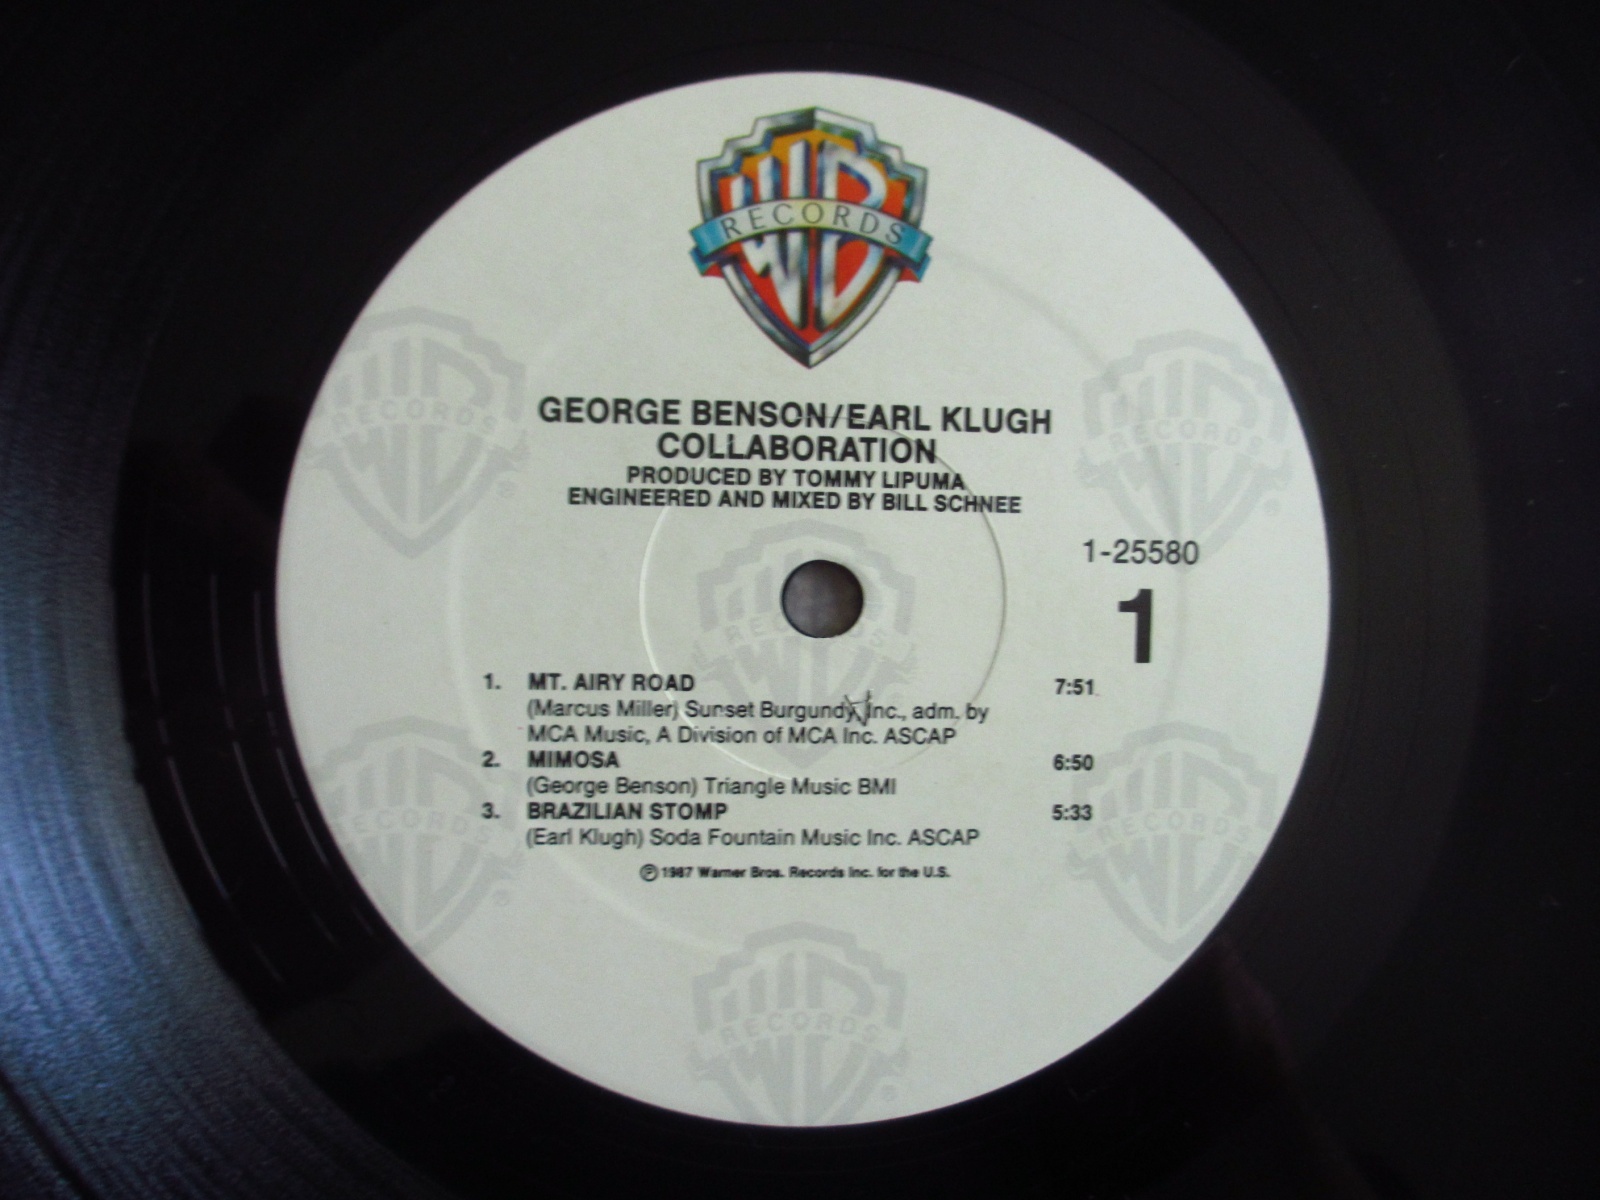 WB
RECORDS
GEORGE BENSON/EARL KLUGH
COLLABORATION
PRODUCED BY TOMMY LIPUMA
ENGINEERED AND MIXED BY BILL SCHNEE
1-25580
1
1. MT. AIRY ROAD 7:51
(Marcus Miller) Sunset Burgundy, Inc., adm. by
MCA Music, A Division of MCA Inc. ASCAP
2. MIMOSA 6:50
(George Benson) Triangle Music BMI
3. BRAZILIAN STOMP 5:33
(Earl Klugh) Soda Fountain Music Inc. ASCAP
℗ 1987 Warner Bros. Records Inc. for the U.S.